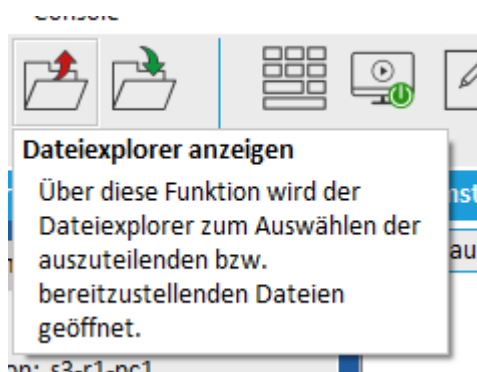 Console
Dateiexplorer anzeigen
Über diese Funktion wird der
Dateiexplorer zum Auswählen der
auszuteilenden bzw.
bereitzustellenden Dateien
geöffnet.
s3-r1-pc1